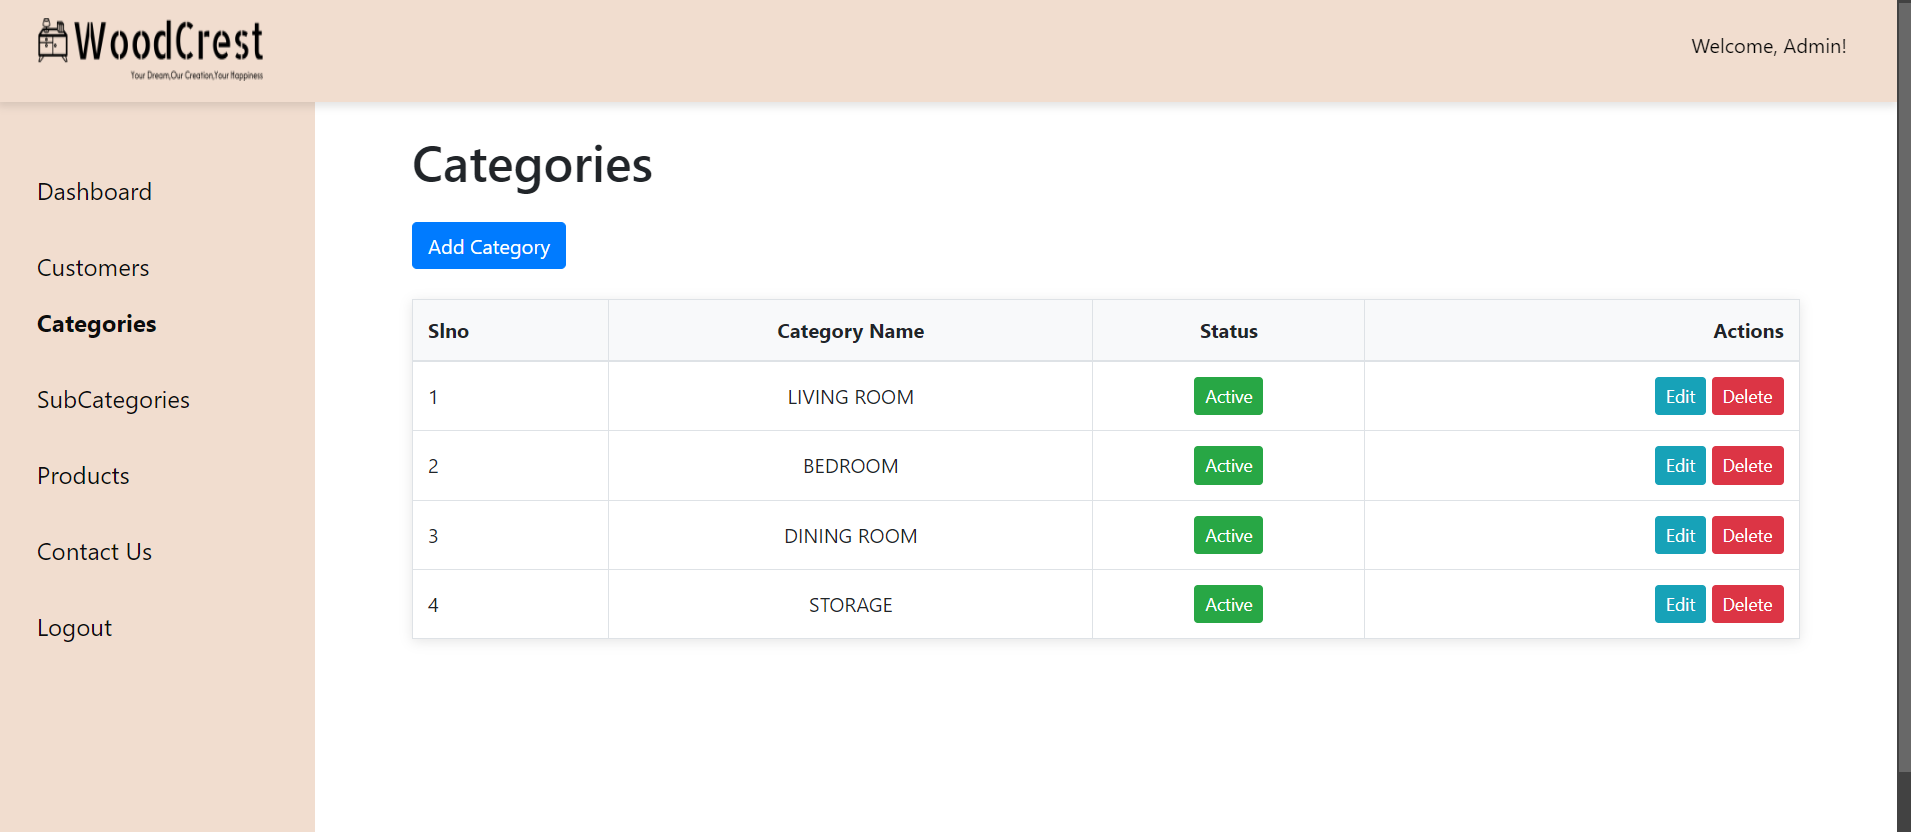 WoodCrest
Your Dream,Our Creation,Your Happiness
Welcome, Admin!
Dashboard
Customers
Categories
SubCategories
Products
Contact Us
Logout
Categories
Add Category
Slno Category Name Status Actions
1 LIVING ROOM Active Edit Delete
2 BEDROOM Active Edit Delete
3 DINING ROOM Active Edit Delete
4 STORAGE Active Edit Delete